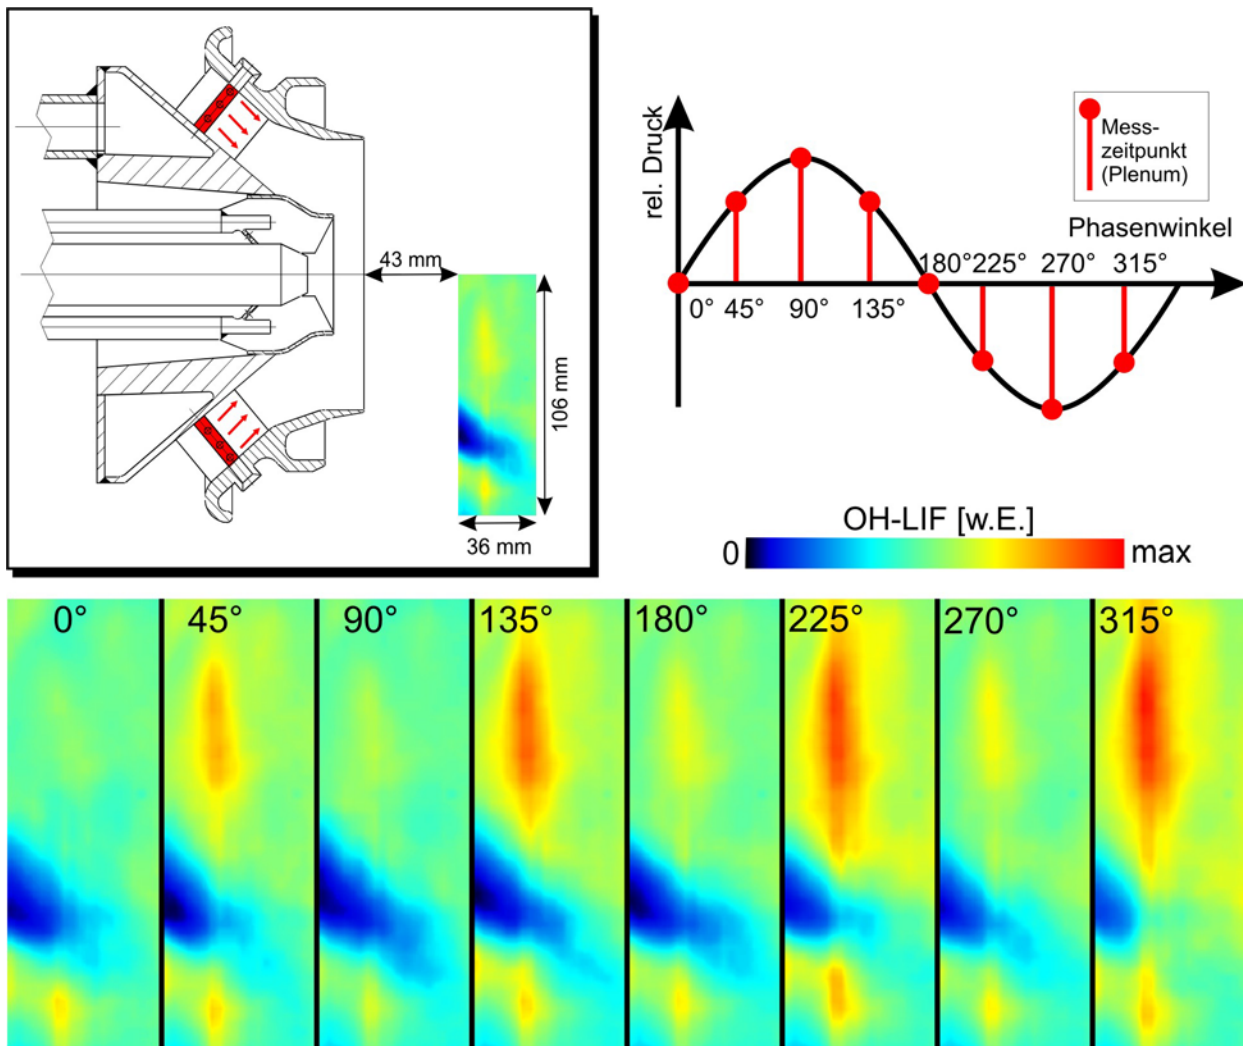 43 mm
106 mm
36 mm
rel. Druck
Mess-
zeitpunkt
(Plenum)
Phasenwinkel
0° 45° 90° 135° 180° 225° 270° 315°
OH-LIF [w.E.]
0 max
0° 45° 90° 135° 180° 225° 270° 315°